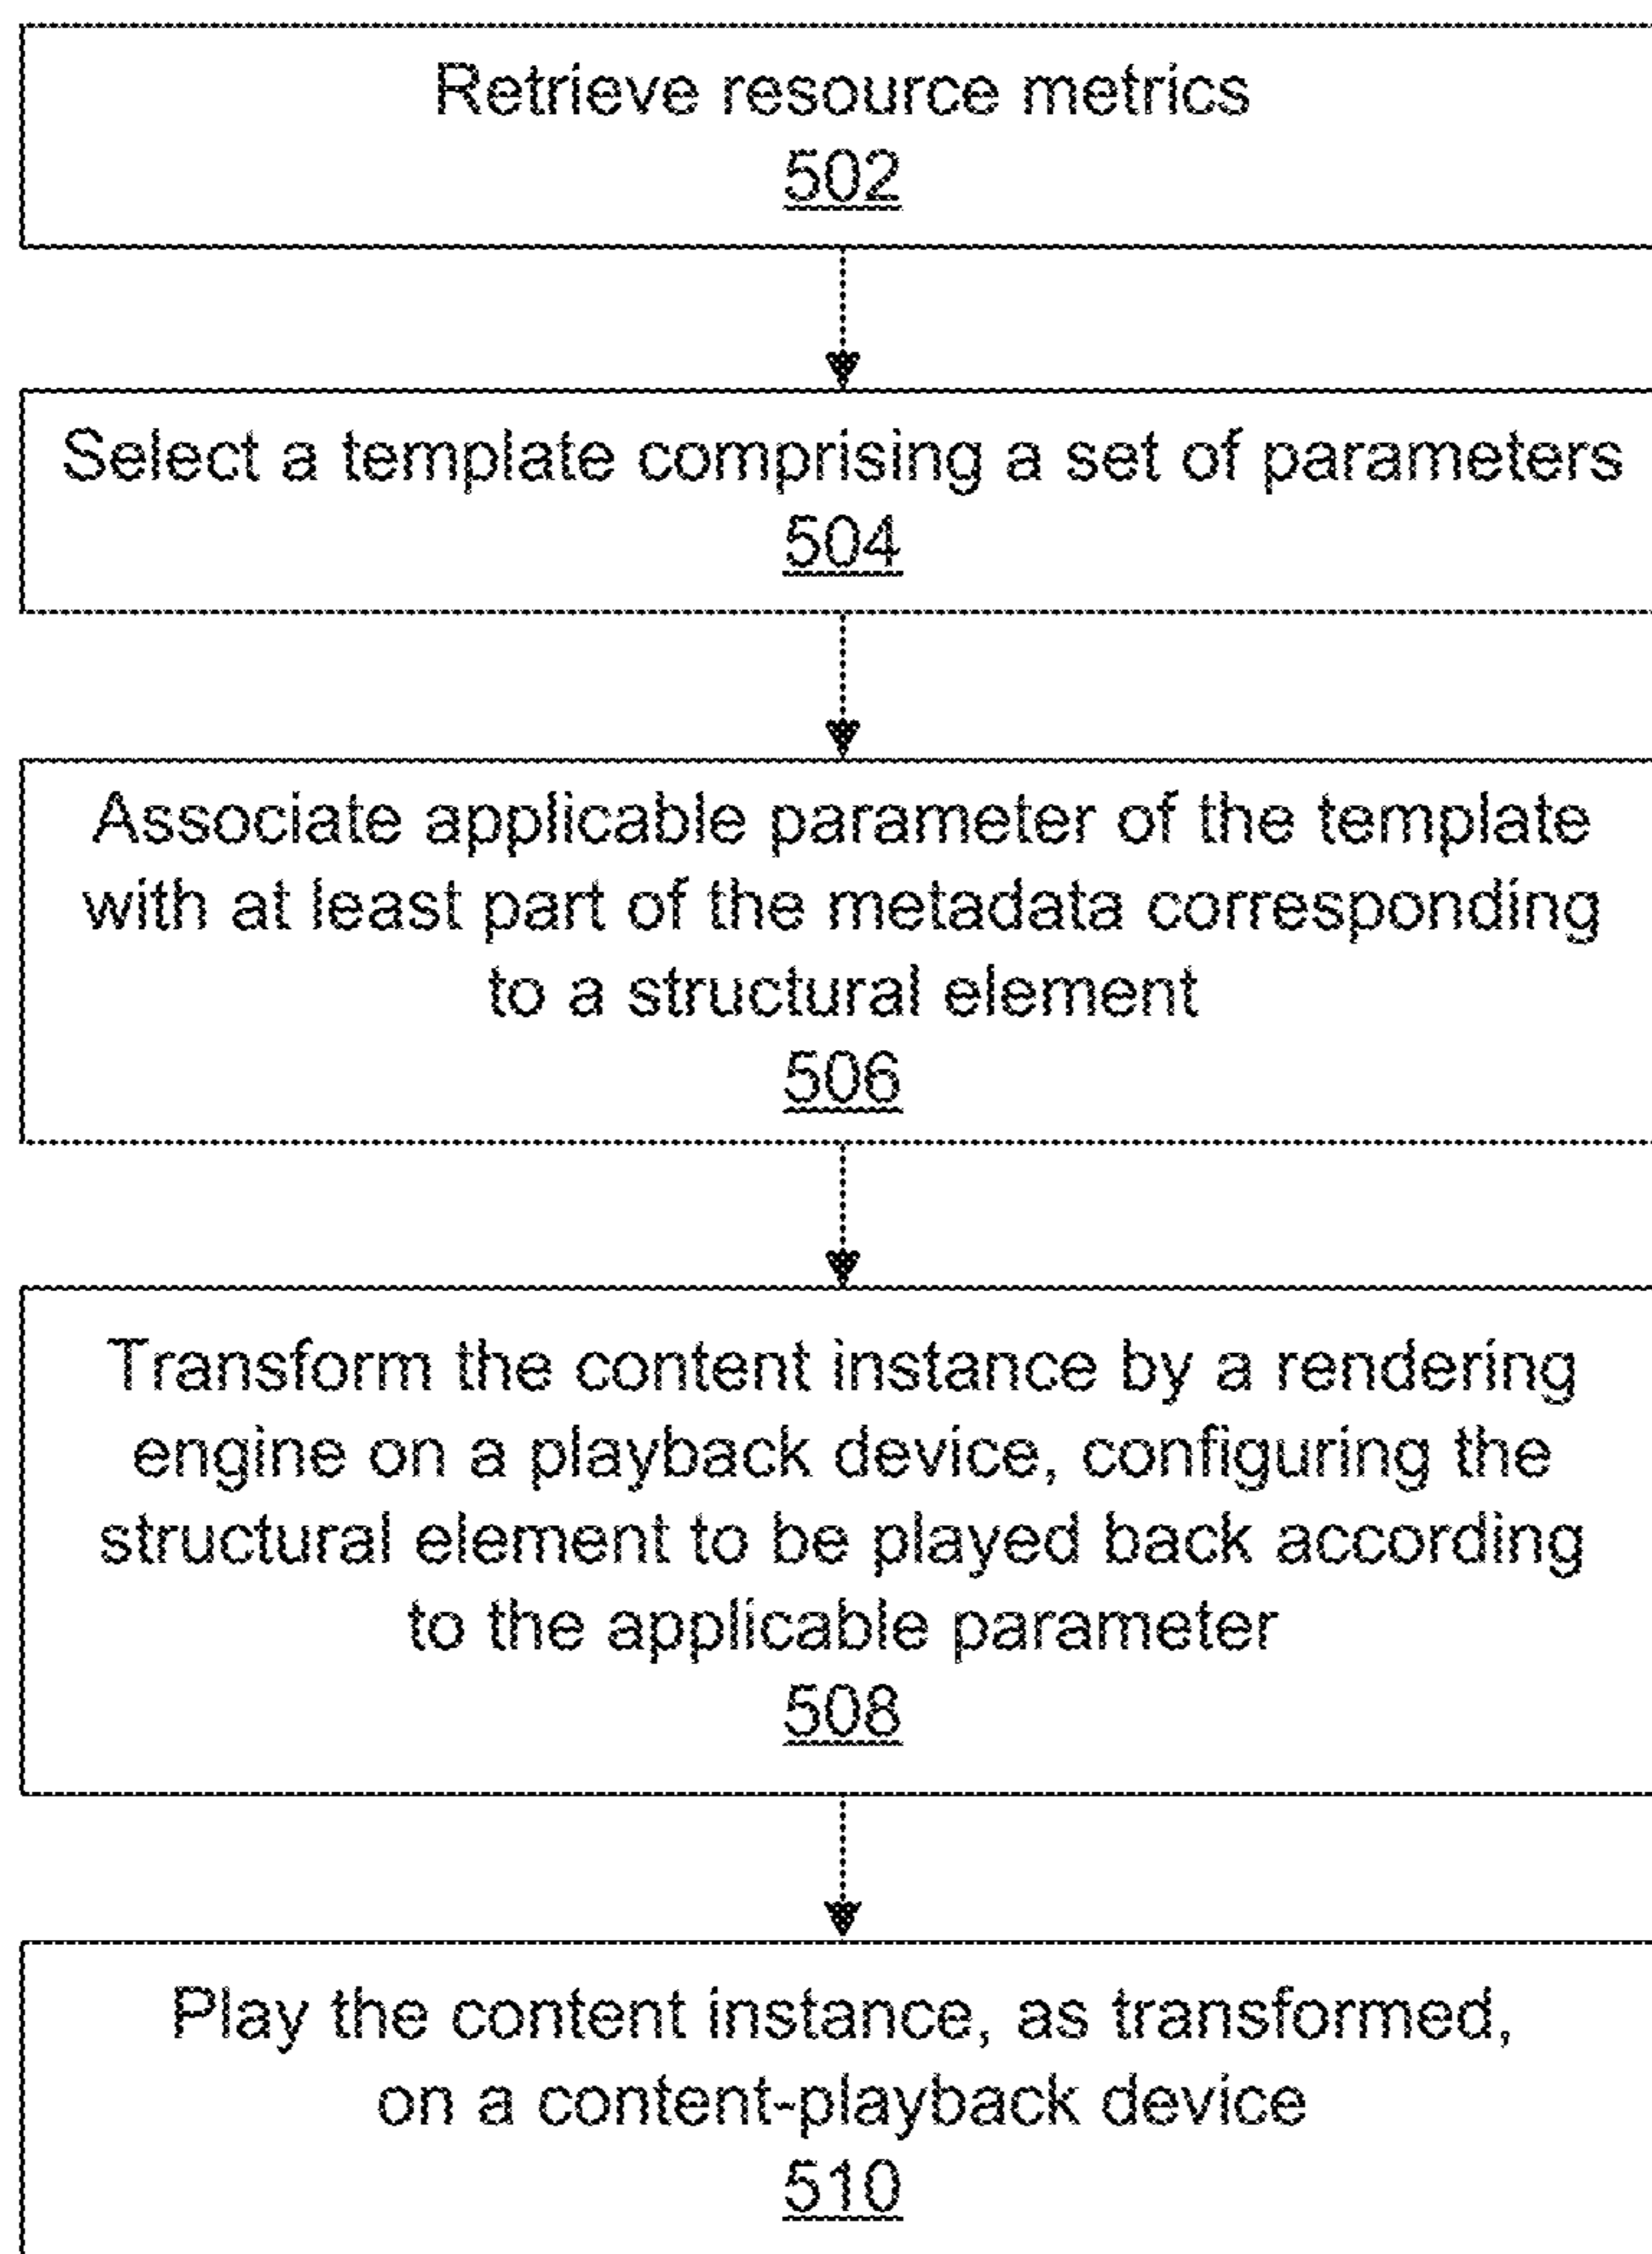 Retrieve resource metrics
502
Select a template comprising a set of parameters
504
Associate applicable parameter of the template
with at least part of the metadata corresponding
to a structural element
506
Transform the content instance by a rendering
engine on a playback device, configuring the
structural element to be played back according
to the applicable parameter
508
Play the content instance, as transformed,
on a content-playback device
510